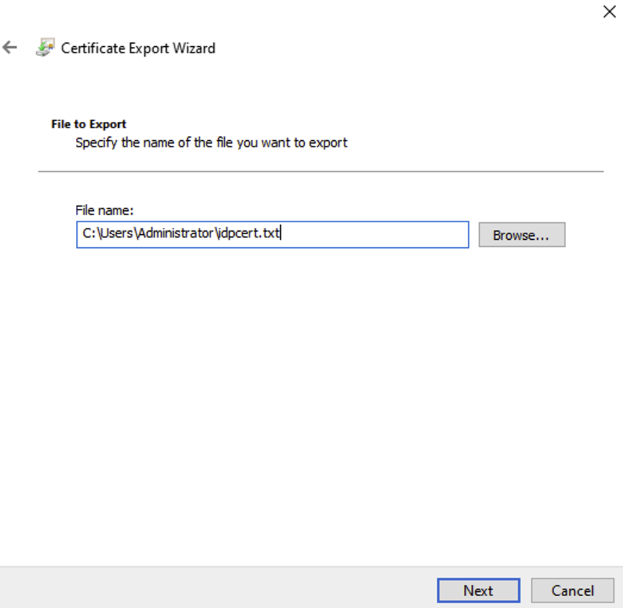 Certificate Export Wizard
File to Export
Specify the name of the file you want to export
File name:
C:\Users\Administrator\idpcert.txt
Browse...
Next
Cancel